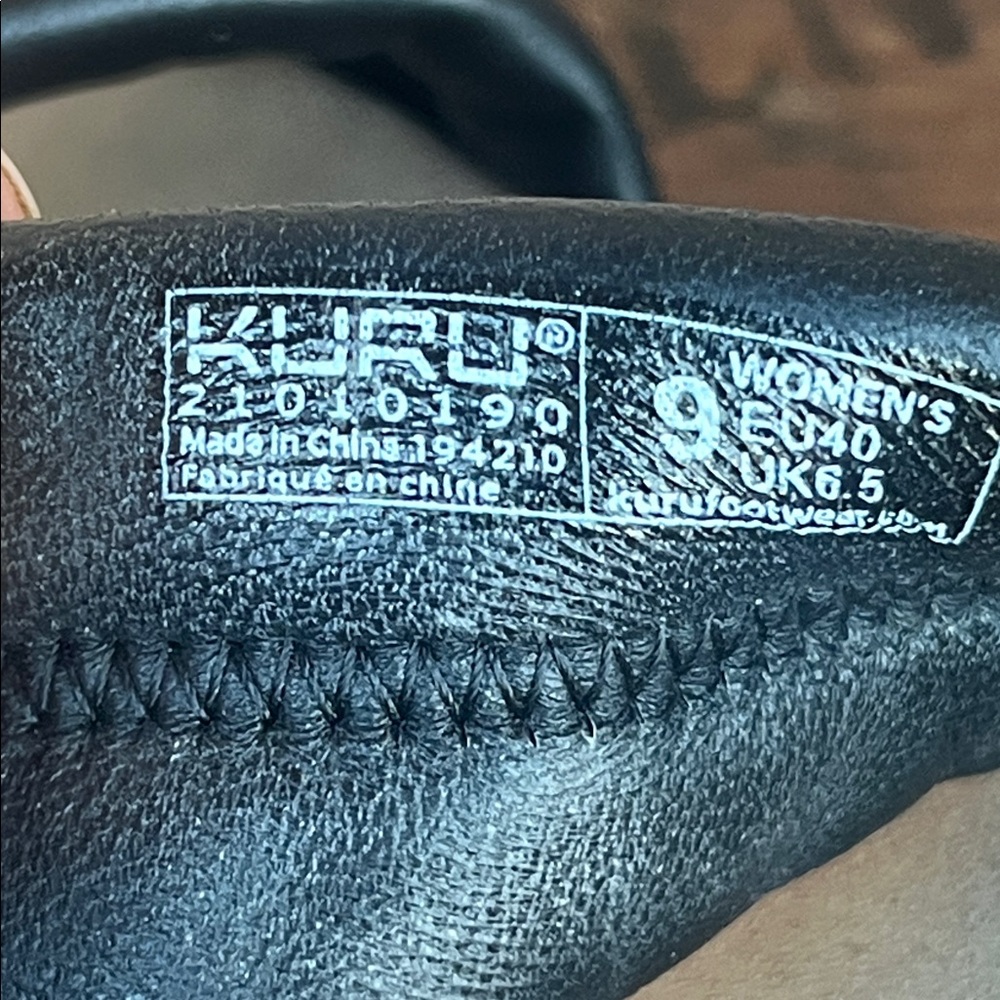 KURU®
21010190
Made in China 194210
Fabriqué en chine
9
WOMEN'S
EU40
UK6.5
kurufootwear.com